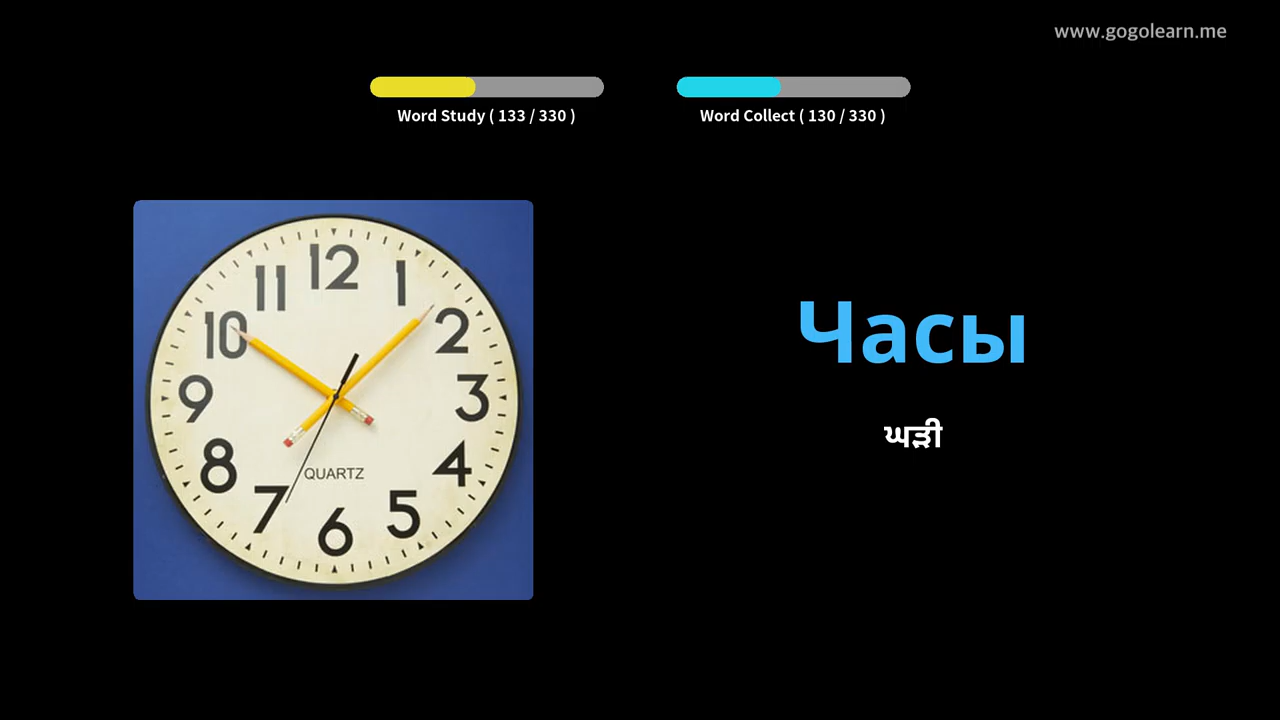 www.gogolearn.me
Word Study ( 133 / 330 )
Word Collect ( 130 / 330 )
12
11
1
10
2
9
3
8
4
7
5
6
QUARTZ
Часы
ਘੜੀ